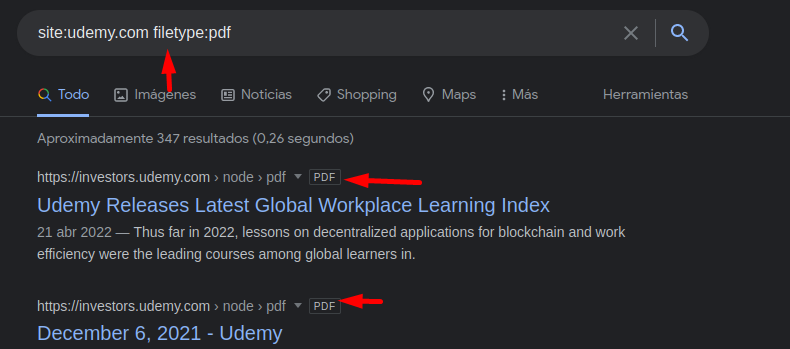 site:udemy.com filetype:pdf
Todo Imágenes Noticias Shopping Maps Más Herramientas
Aproximadamente 347 resultados (0,26 segundos)
https://investors.udemy.com › node › pdf PDF
Udemy Releases Latest Global Workplace Learning Index
21 abr 2022 — Thus far in 2022, lessons on decentralized applications for blockchain and work
efficiency were the leading courses among global learners in.
https://investors.udemy.com › node › pdf PDF
December 6, 2021 - Udemy